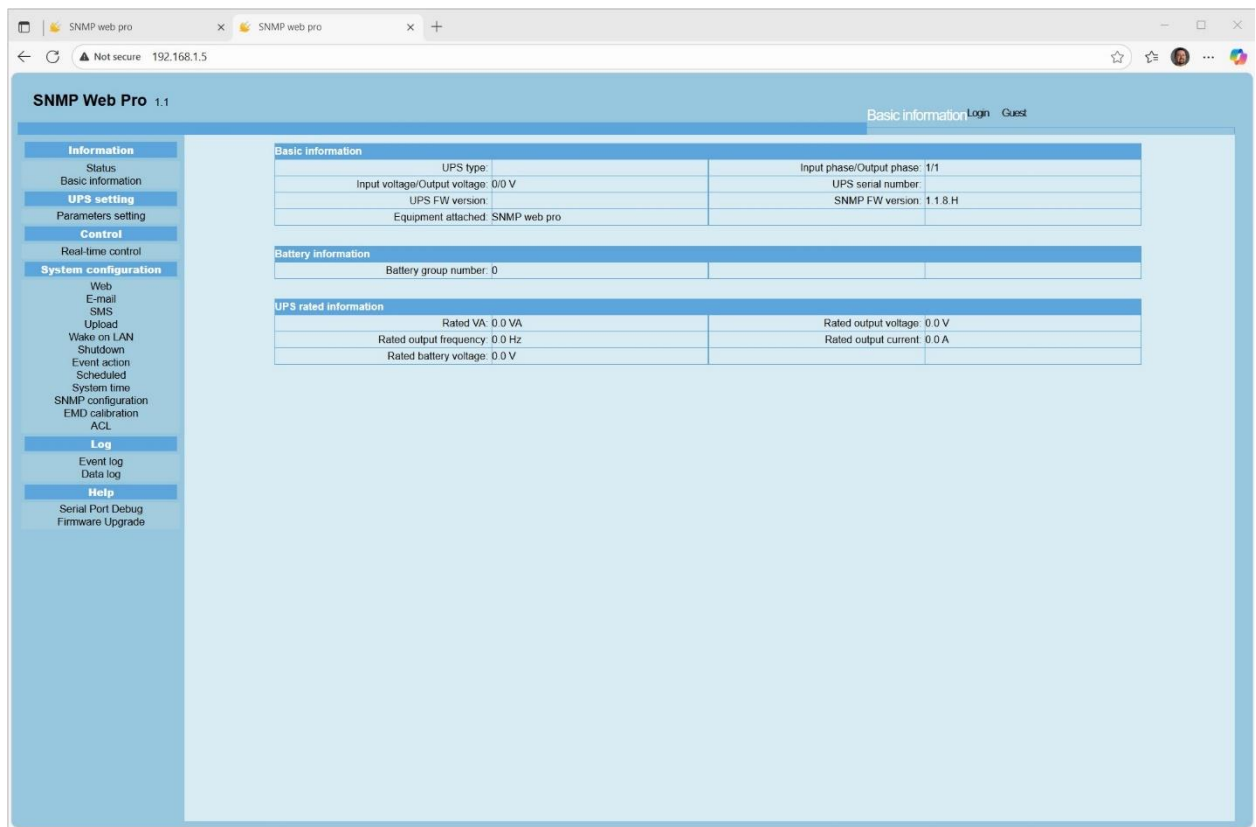 SNMP web pro
SNMP web pro
Not secure 192.168.1.5
SNMP Web Pro 1.1
Basic information Login Guest
Information
Status
Basic information
UPS setting
Parameters setting
Control
Real-time control
System configuration
Web
E-mail
SMS
Upload
Wake on LAN
Shutdown
Event action
Scheduled
System time
SNMP configuration
EMD calibration
ACL
Log
Event log
Data log
Help
Serial Port Debug
Firmware Upgrade
Basic information
UPS type: Input phase/Output phase: 1/1
Input voltage/Output voltage: 0/0 V UPS serial number:
UPS FW version: SNMP FW version: 1.1.8.H
Equipment attached: SNMP web pro
Battery information
Battery group number: 0
UPS rated information
Rated VA: 0.0 VA Rated output voltage: 0.0 V
Rated output frequency: 0.0 Hz Rated output current: 0.0 A
Rated battery voltage: 0.0 V